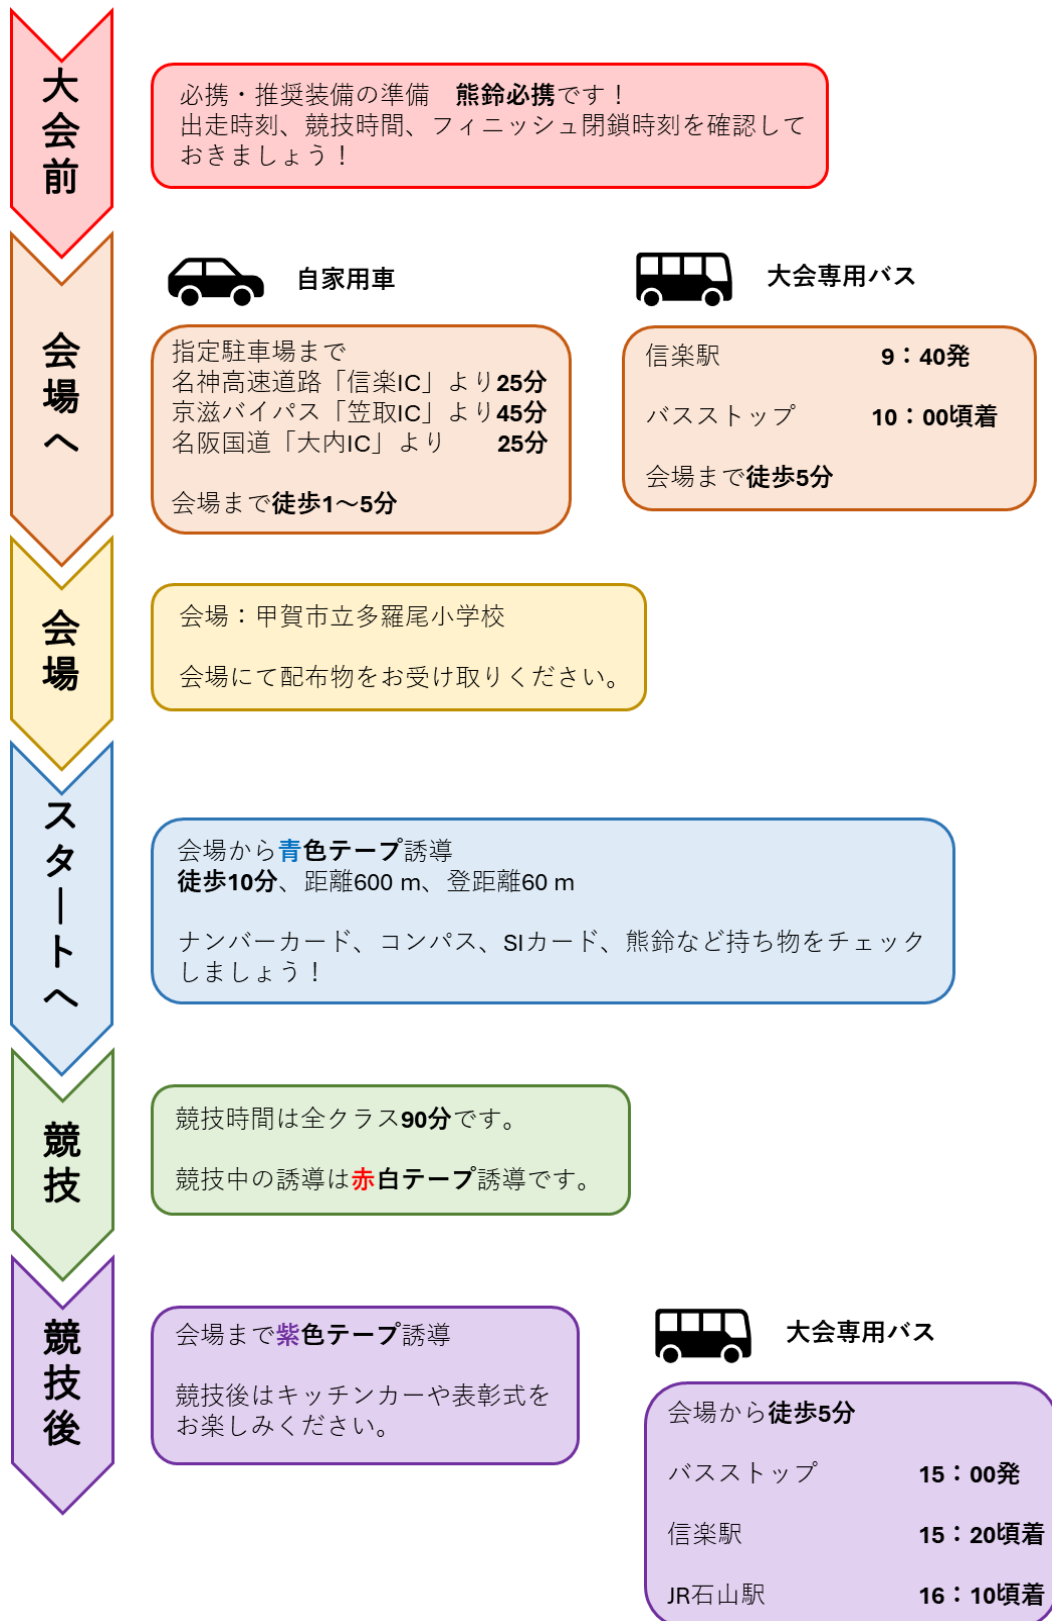 大会前
必携・推奨装備の準備　熊鈴必携です！
出走時刻、競技時間、フィニッシュ閉鎖時刻を確認して
おきましょう！
会場へ
自家用車
指定駐車場まで
名神高速道路「信楽IC」より25分
京滋バイパス「笠取IC」より45分
名阪国道「大内IC」より　25分
会場まで徒歩1～5分
大会専用バス
信楽駅　9：40発
バスストップ　10：00頃着
会場まで徒歩5分
会場
会場：甲賀市立多羅尾小学校
会場にて配布物をお受け取りください。
スタートへ
会場から青色テープ誘導
徒歩10分、距離600 m、登距離60 m
ナンバーカード、コンパス、SIカード、熊鈴など持ち物をチェック
しましょう！
競技
競技時間は全クラス90分です。
競技中の誘導は赤白テープ誘導です。
競技後
会場まで紫色テープ誘導
競技後はキッチンカーや表彰式を
お楽しみください。
大会専用バス
会場から徒歩5分
バスストップ　15：00発
信楽駅　15：20頃着
JR石山駅　16：10頃着